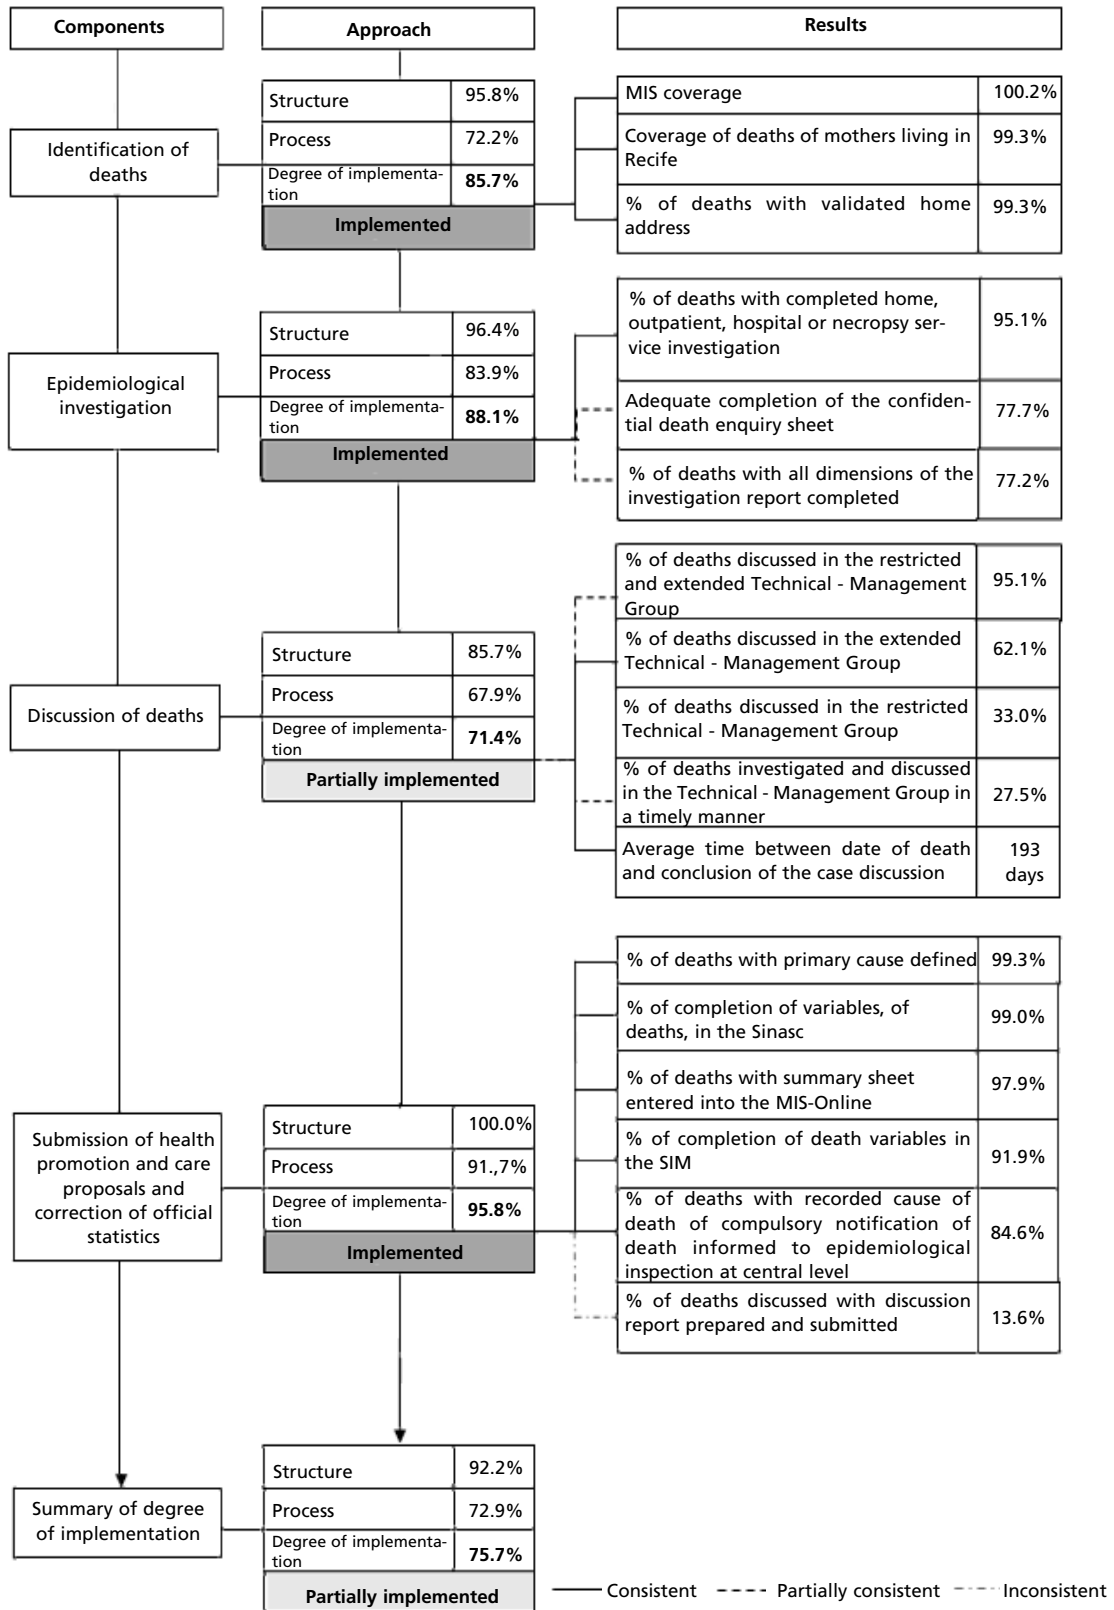 Components
Approach
Results
Identification of
deaths
Structure
95.8%
Process
72.2%
Degree of implementa-
tion
85.7%
Implemented
MIS coverage
100.2%
Coverage of deaths of mothers living in
Recife
99.3%
% of deaths with validated home
address
99.3%
Epidemiological
investigation
Structure
96.4%
Process
83.9%
Degree of implementa-
tion
88.1%
Implemented
% of deaths with completed home,
outpatient, hospital or necropsy ser-
vice investigation
95.1%
Adequate completion of the confiden-
tial death enquiry sheet
77.7%
% of deaths with all dimensions of the
investigation report completed
77.2%
Discussion of deaths
Structure
85.7%
Process
67.9%
Degree of implementa-
tion
71.4%
Partially implemented
% of deaths discussed in the restricted
and extended Technical - Management
Group
95.1%
% of deaths discussed in the extended
Technical - Management Group
62.1%
% of deaths discussed in the restricted
Technical - Management Group
33.0%
% of deaths investigated and discussed
in the Technical - Management Group in
a timely manner
27.5%
Average time between date of death
and conclusion of the case discussion
193
days
Submission of health
promotion and care
proposals and
correction of official
statistics
Structure
100.0%
Process
91.,7%
Degree of implementa-
tion
95.8%
Implemented
% of deaths with primary cause defined
99.3%
% of completion of variables, of
deaths, in the Sinasc
99.0%
% of deaths with summary sheet
entered into the MIS-Online
97.9%
% of completion of death variables in
the SIM
91.9%
% of deaths with recorded cause of
death of compulsory notification of
death informed to epidemiological
inspection at central level
84.6%
% of deaths discussed with discussion
report prepared and submitted
13.6%
Summary of degree
of implementation
Structure
92.2%
Process
72.9%
Degree of implementa-
tion
75.7%
Partially implemented
Consistent
Partially consistent
Inconsistent